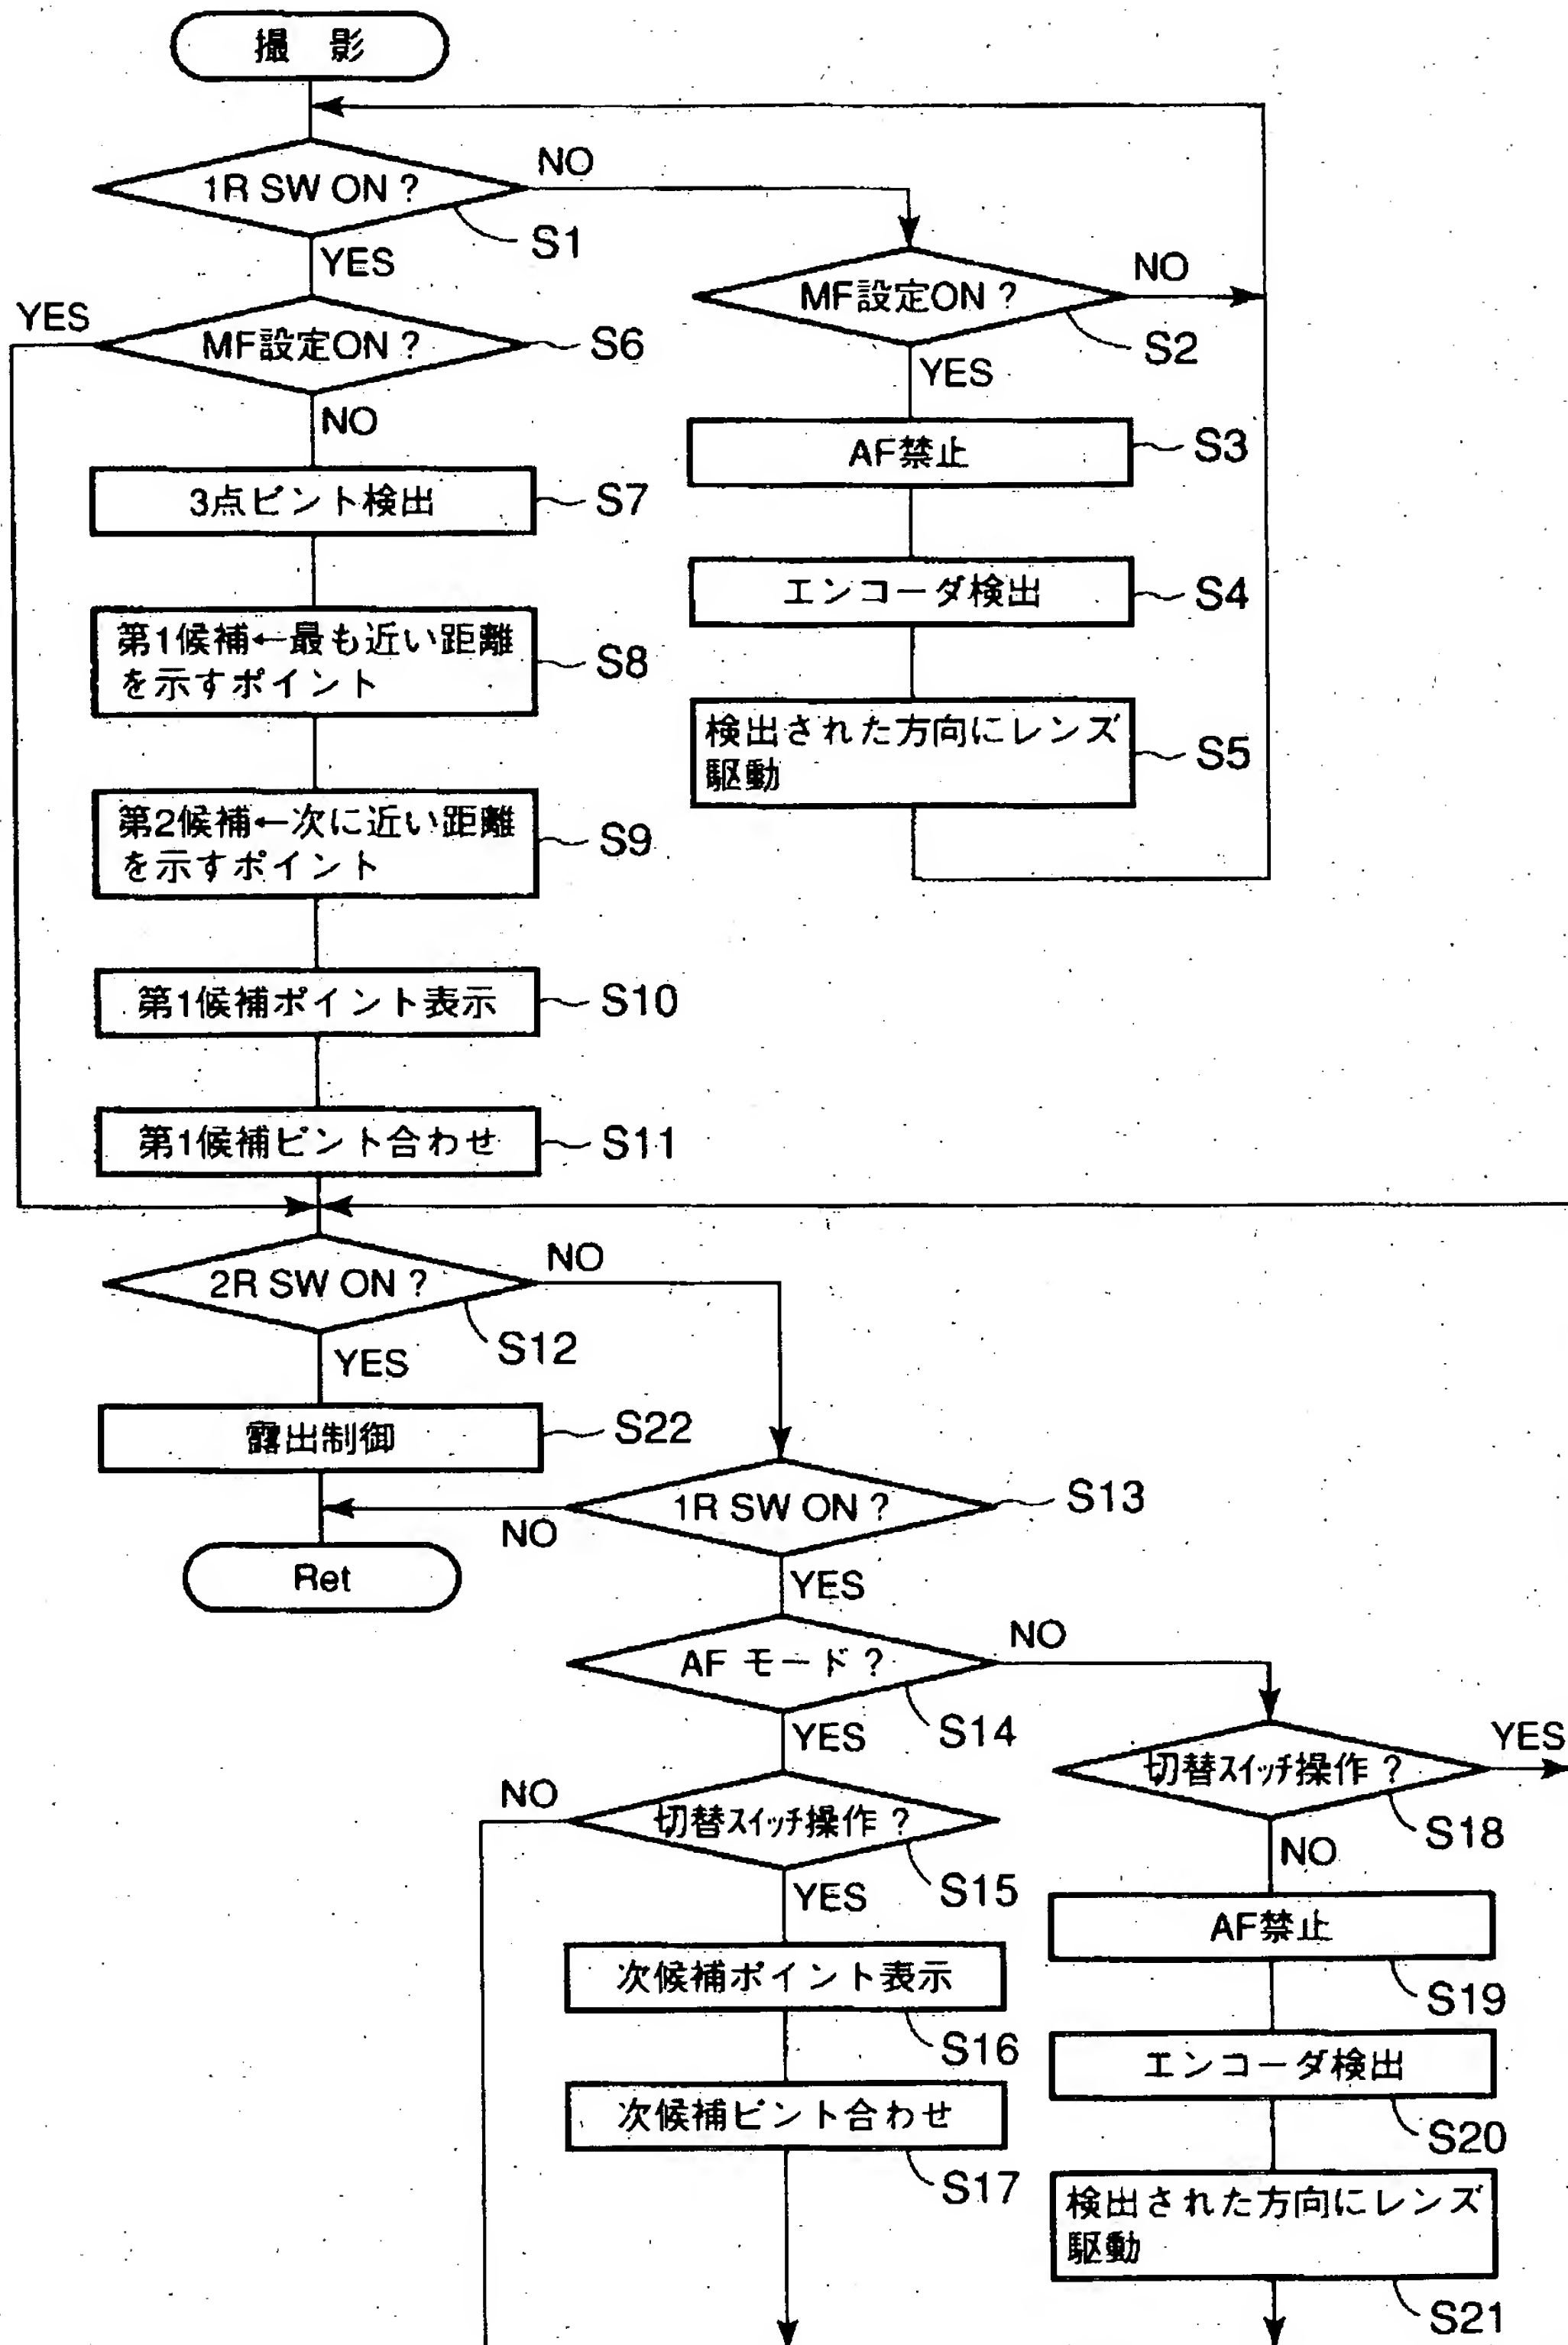 撮 影
1R SW ON ?
NO
S1
YES
MF設定ON ?
NO
S2
YES
YES
MF設定ON ?
S6
NO
AF禁止
S3
3点ピント検出
S7
エンコーダ検出
S4
第1候補←最も近い距離
を示すポイント
S8
検出された方向にレンズ
駆動
S5
第2候補←次に近い距離
を示すポイント
S9
第1候補ポイント表示
S10
第1候補ピント合わせ
S11
2R SW ON ?
NO
S12
YES
露出制御
S22
1R SW ON ?
S13
NO
YES
Ret
AF モード ?
NO
S14
YES
切替スイッチ操作 ?
YES
S18
NO
NO
切替スイッチ操作 ?
S15
YES
AF禁止
S19
次候補ポイント表示
S16
エンコーダ検出
S20
次候補ピント合わせ
S17
検出された方向にレンズ
駆動
S21